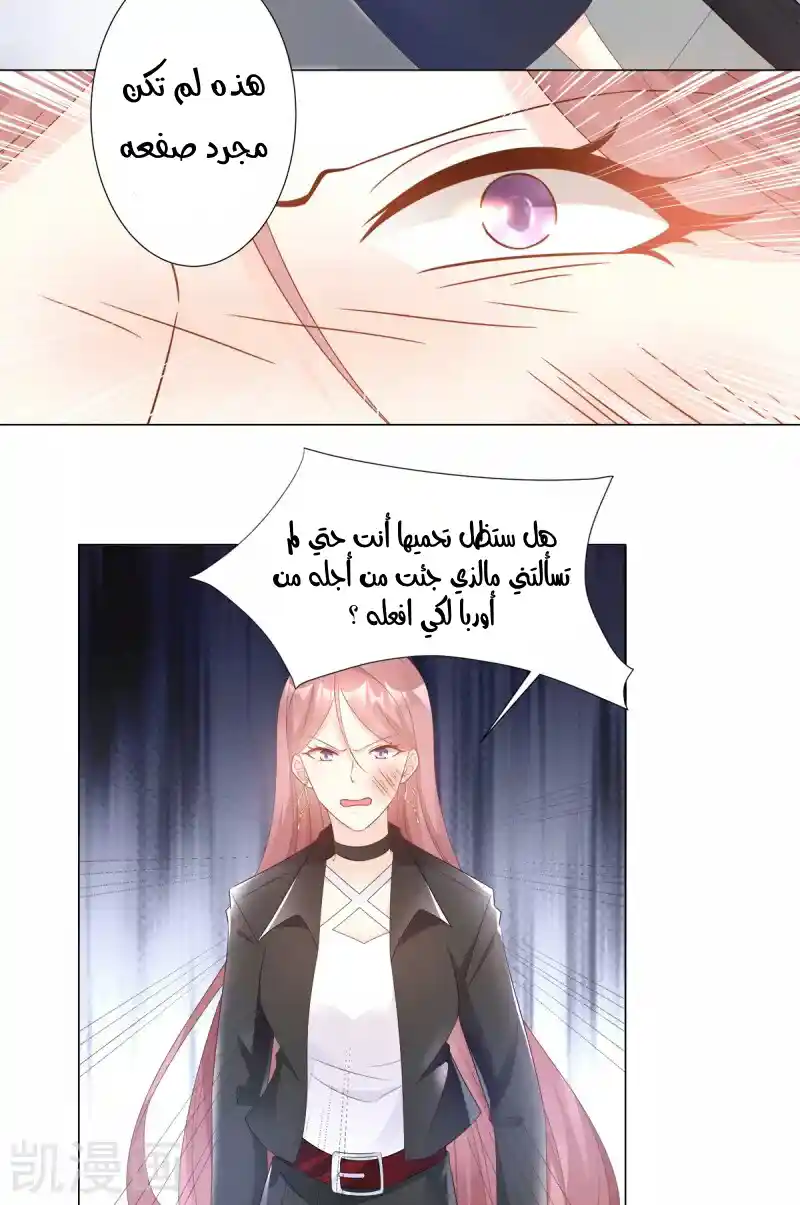 هذه لم تكن
مجرد صفعه
هل ستظل تحميها أنت حتي لم
تسألتني مالذي جئت من أجله من
أوربا لكي افعله ؟
凯漫画